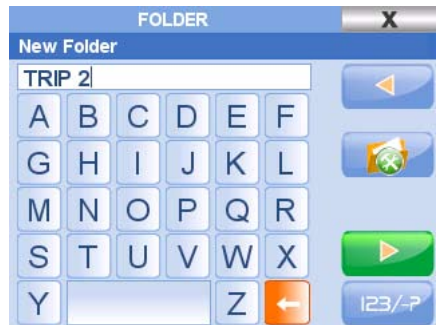 FOLDER X
New Folder
TRIP 2
A B C D E F
G H I J K L
M N O P Q R
S T U V W X
Y Z 123/-?